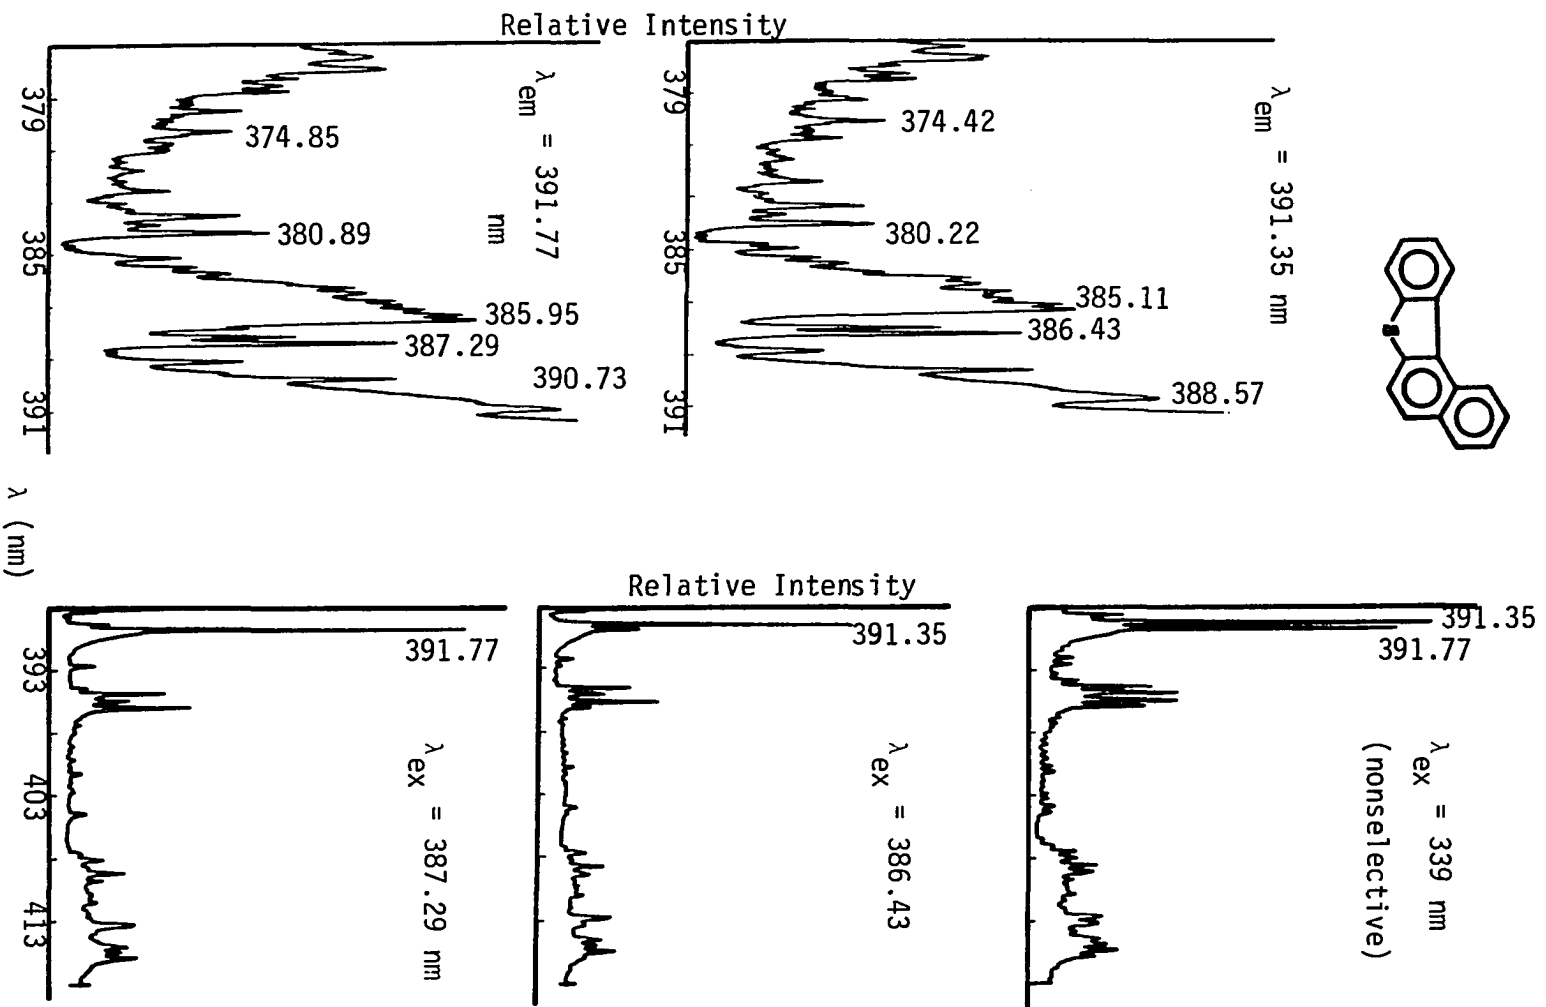 Relative Intensity
λem = 391.77 nm
374.85
380.89
385.95
387.29
390.73
379
385
391
λem = 391.35 nm
374.42
380.22
385.11
386.43
388.57
379
385
391
λ (nm)
Relative Intensity
391.77
λex = 387.29 nm
393
403
413
391.35
λex = 386.43
391.35
391.77
λex = 339 nm
(nonselective)